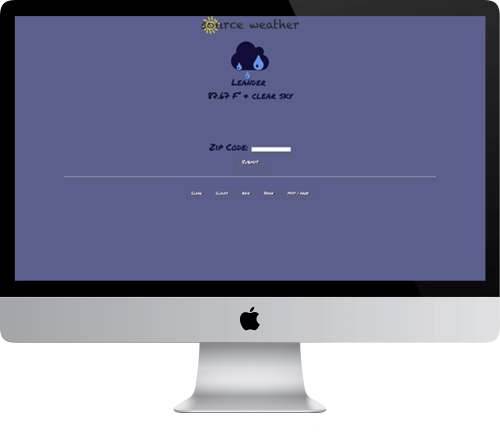 source weather
Leander
87.67 F° & clear sky
Zip Code:
Submit
Clear Cloudy Rain Snow Mist / Haze